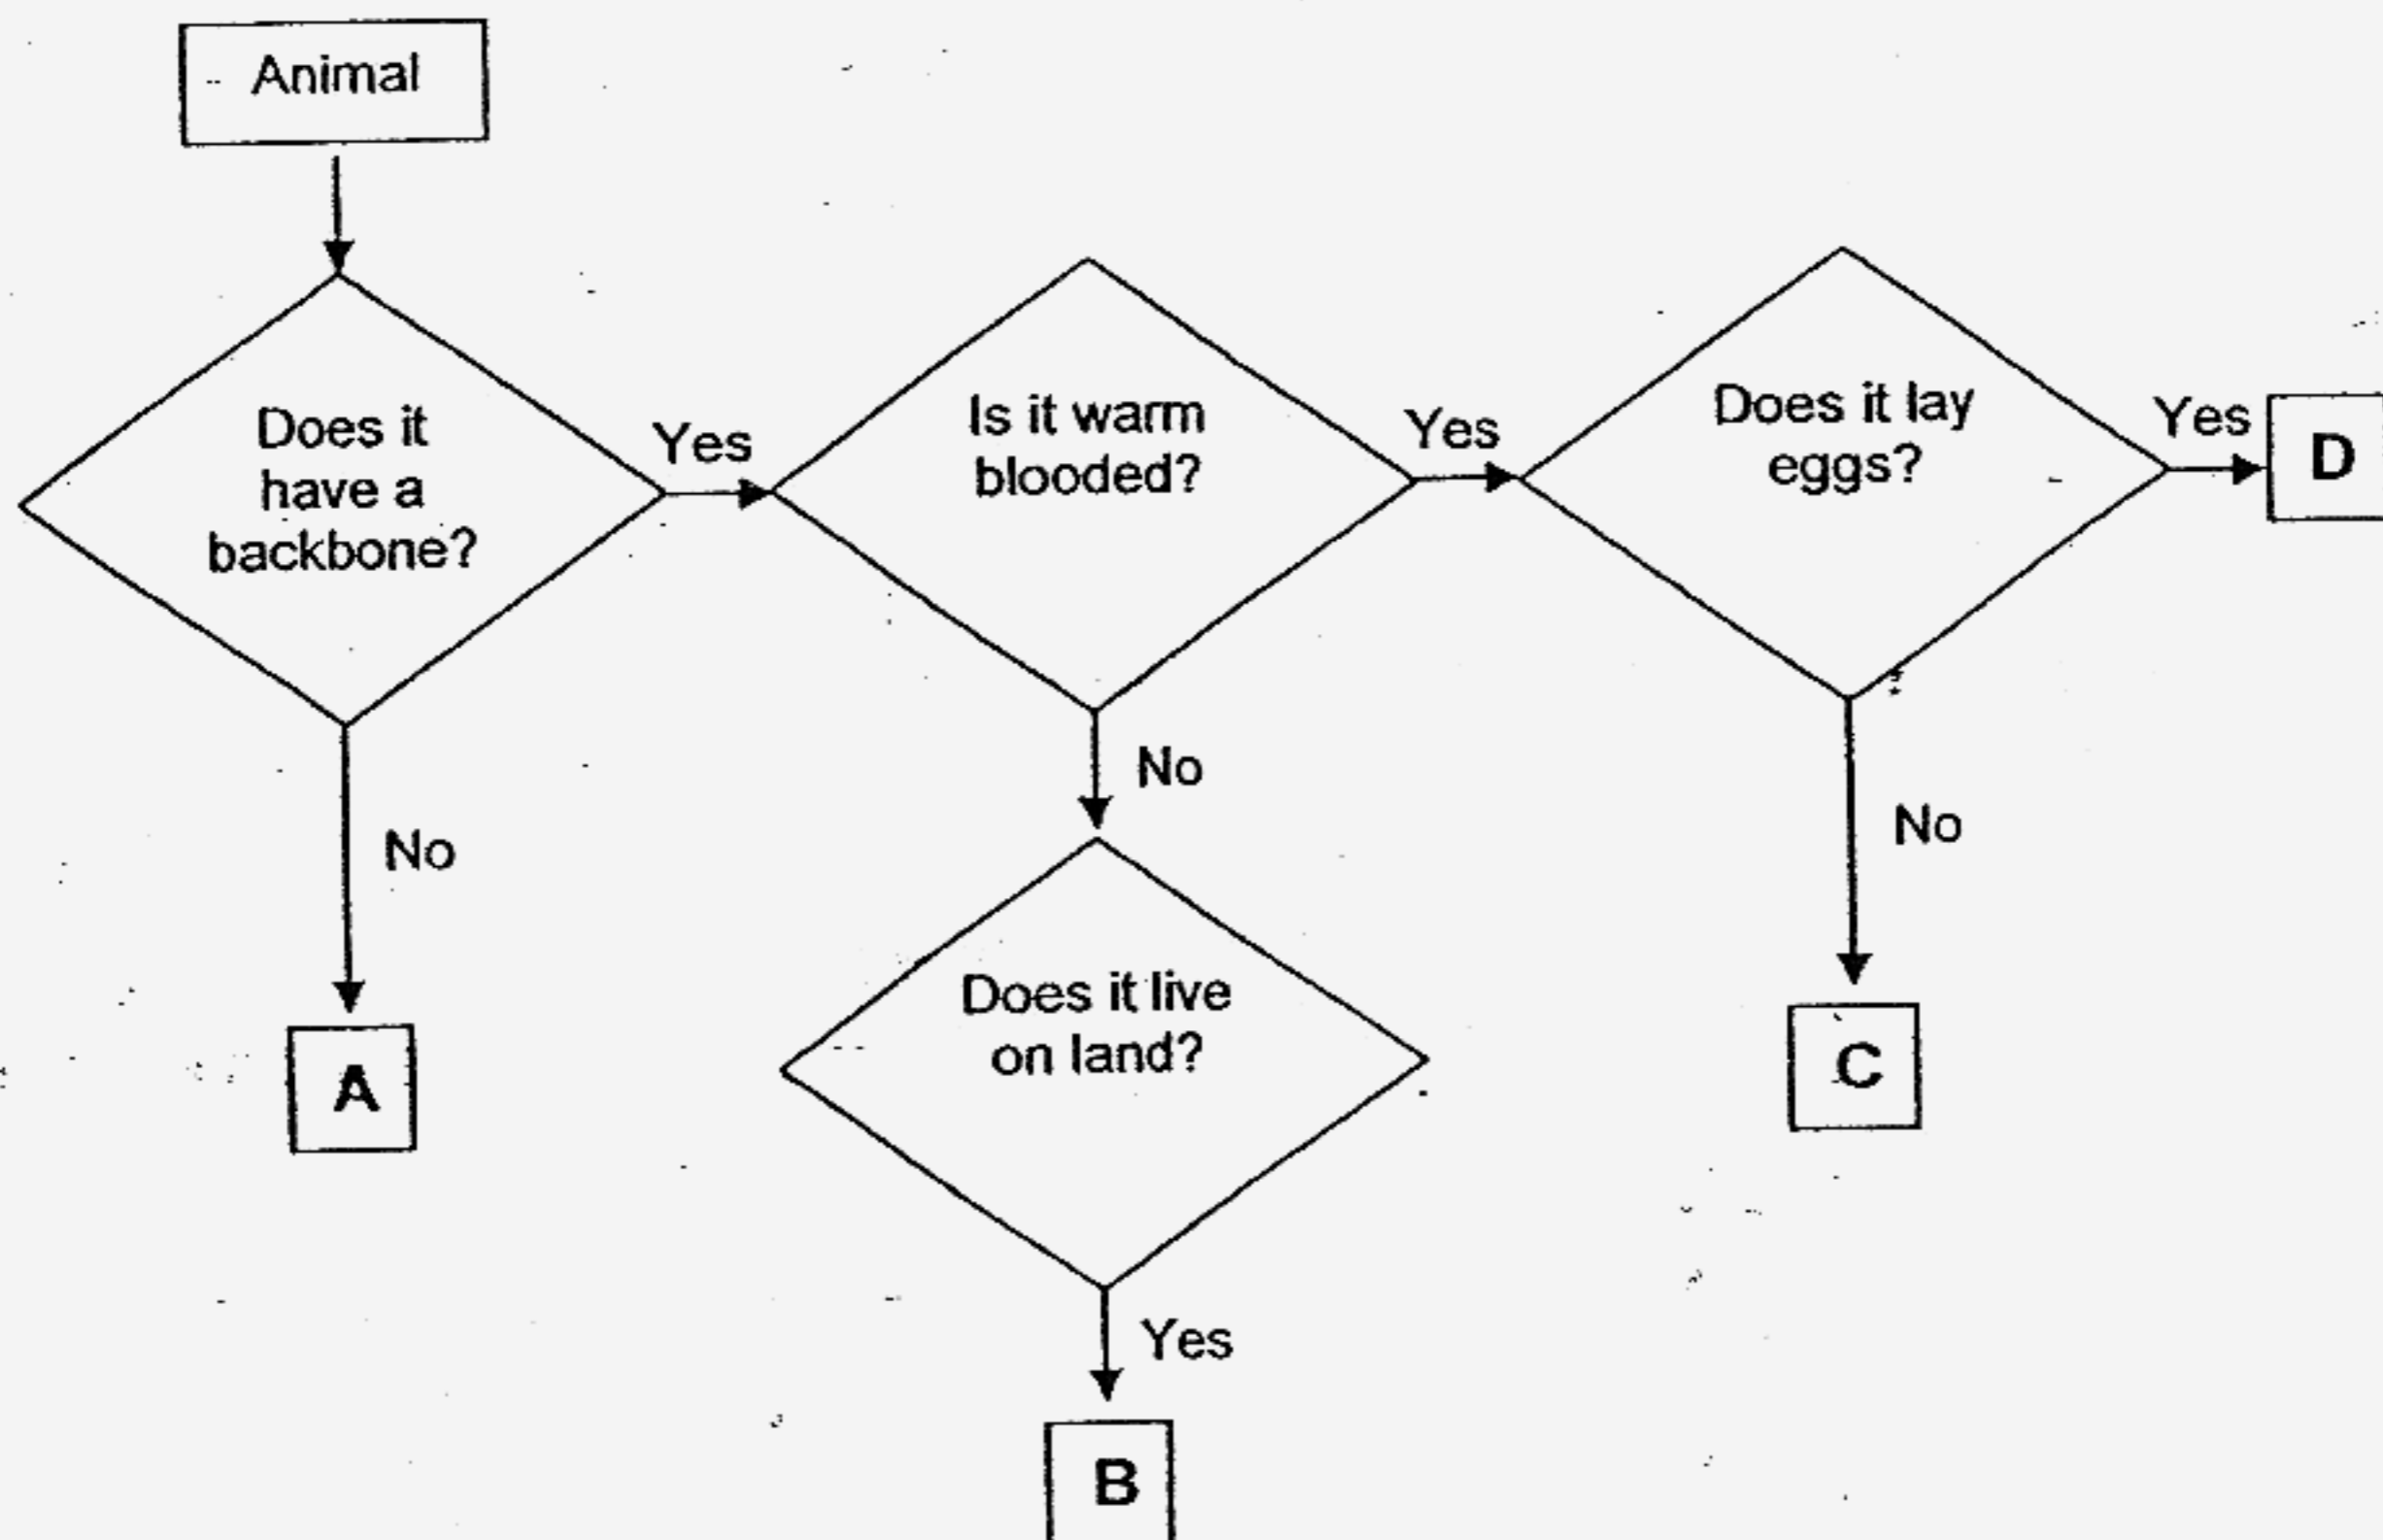 Animal
Does it
have a
backbone?
Yes
Is it warm
blooded?
Yes
Does it lay
eggs?
Yes
D
No
No
No
A
Does it live
on land?
C
Yes
B